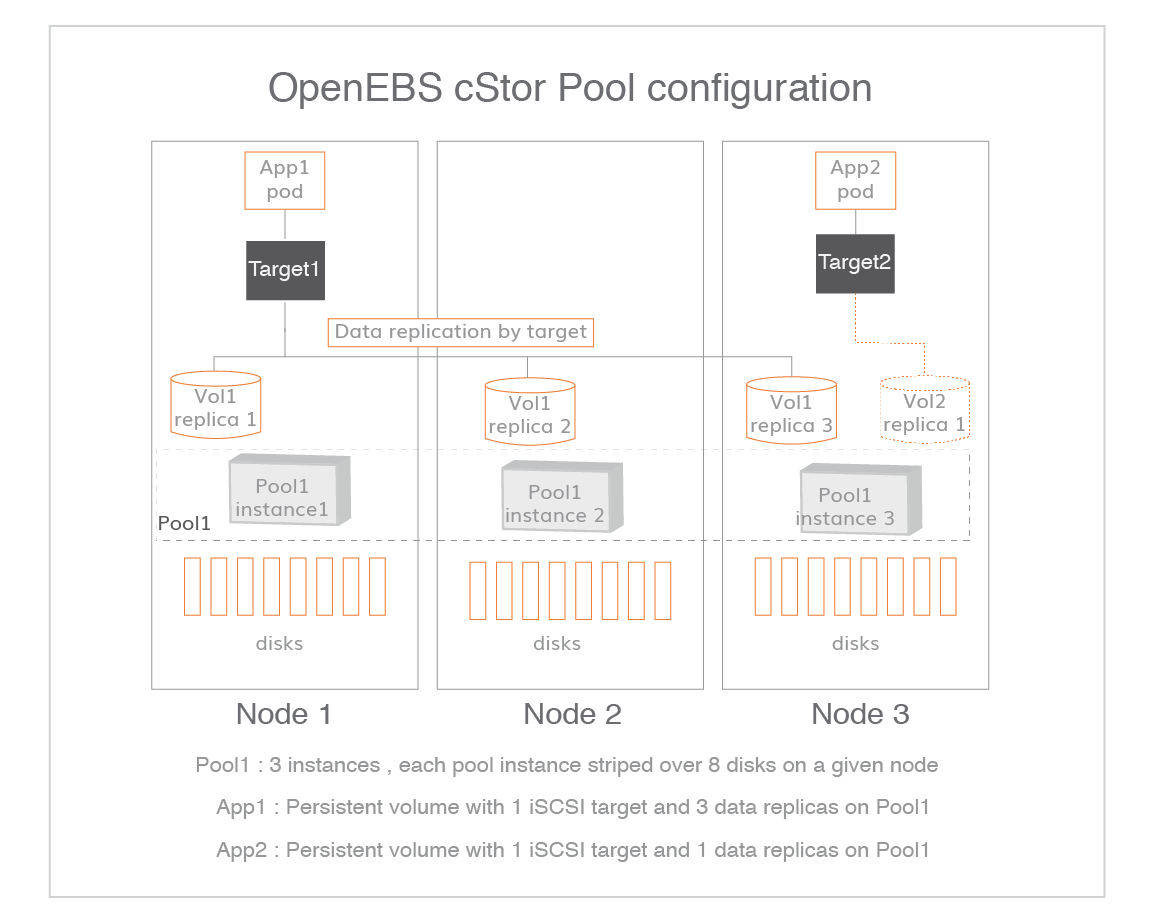 OpenEBS cStor Pool configuration
App1
pod
App2
pod
Target1
Target2
Data replication by target
Vol1
replica 1
Vol1
replica 2
Vol1
replica 3
Vol2
replica 1
Pool1
instance1
Pool1
instance 2
Pool1
instance 3
Pool1
disks
disks
disks
Node 1
Node 2
Node 3
Pool1 : 3 instances , each pool instance striped over 8 disks on a given node
App1 : Persistent volume with 1 iSCSI target and 3 data replicas on Pool1
App2 : Persistent volume with 1 iSCSI target and 1 data replicas on Pool1